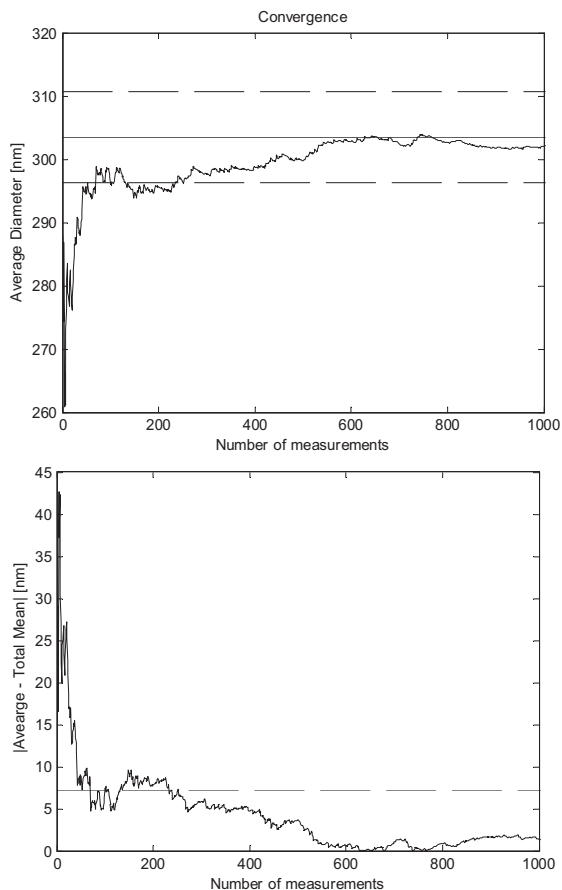 Convergence
320
310
300
290
280
270
260
Average Diameter [nm]
0 200 400 600 800 1000
Number of measurements
45
40
35
30
25
20
15
10
5
0
|Avearge - Total Mean| [nm]
0 200 400 600 800 1000
Number of measurements